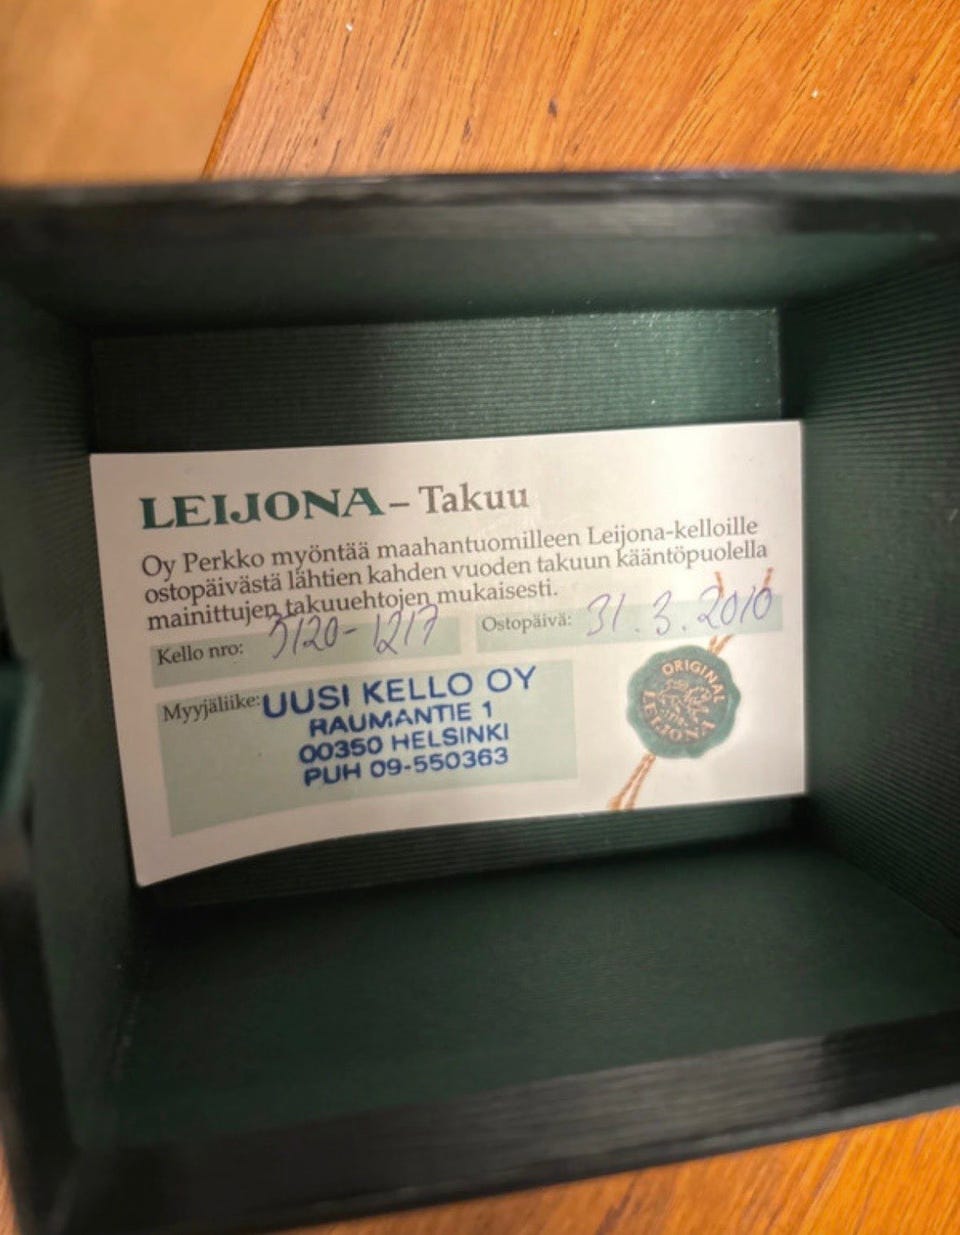 LEIJONA – Takuu
Oy Perkko myöntää maahantuomilleen Leijona-kelloille
ostopäivästä lähtien kahden vuoden takuun kääntöpuolella
mainittujen takuuehtojen mukaisesti.
Kello nro: 5120-1217 Ostopäivä: 31.3.2010
Myyjäliike: UUSI KELLO OY
RAUMANTIE 1
00350 HELSINKI
PUH 09-550363
ORIGINAL
LEIJONA